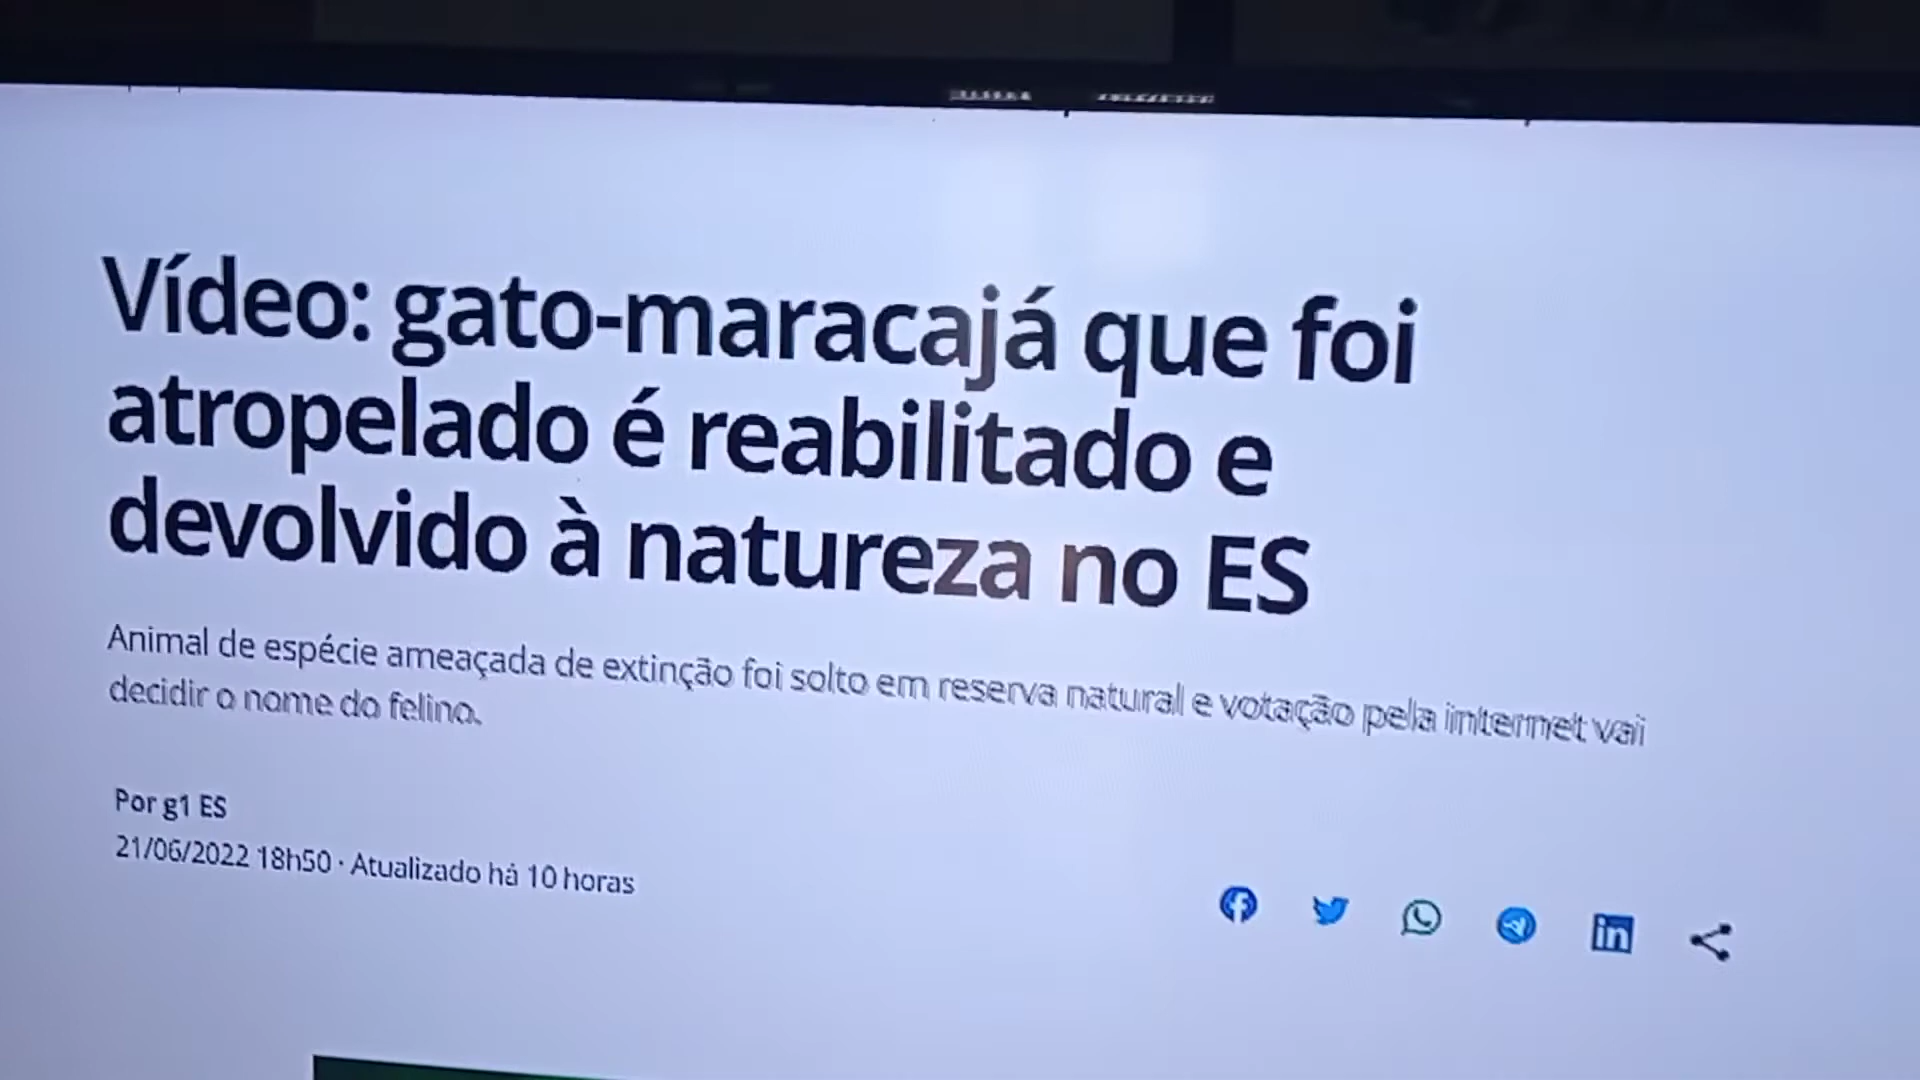 Vídeo: gato-maracajá que foi
atropelado é reabilitado e
devolvido à natureza no ES
Animal de espécie ameaçada de extinção foi solto em reserva natural e votação pela internet vai
decidir o nome do felino.
Por g1 ES
21/06/2022 18h50 · Atualizado há 10 horas